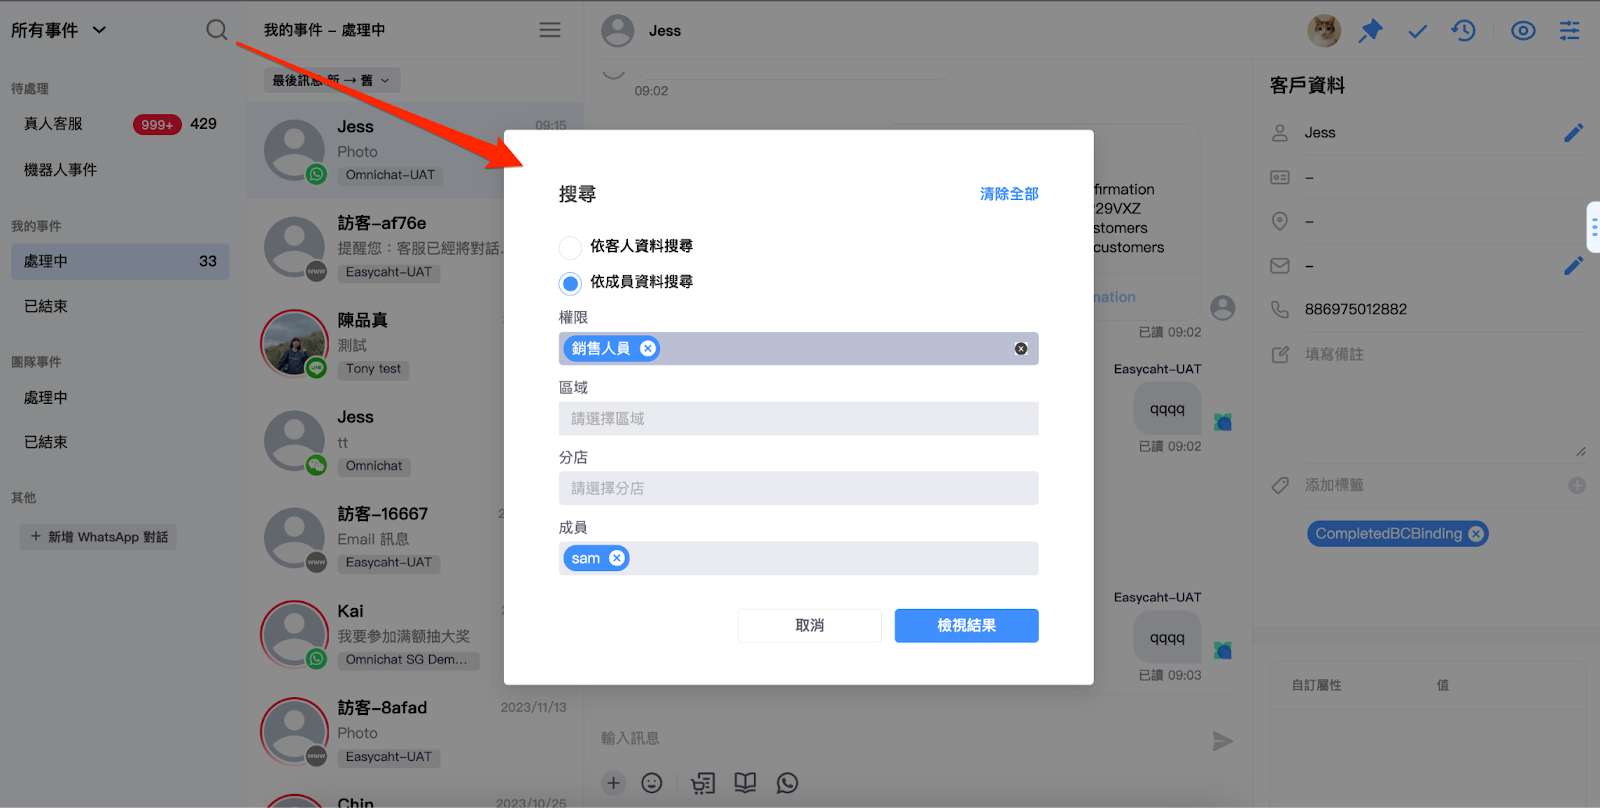 所有事件
待處理
真人客服 999+ 429
機器人事件
我的事件
處理中 33
已結束
團隊事件
處理中
已結束
其他
+ 新增 WhatsApp 對話
我的事件 – 處理中
最後訊息 新 → 舊
Jess 09:15
Photo
Omnichat-UAT
訪客-af76e
提醒您：客服已經將對話…
www
Easycaht-UAT
陳品真
測試
LINE
Tony test
Jess
tt
Omnichat
訪客-16667 2
Email 訊息
www
Easycaht-UAT
Kai 2
我要參加滿額抽大奖
Omnichat SG Dem...
訪客-8afad 2023/11/13
Photo
www
Easycaht-UAT
Chin 2023/10/25
Jess
09:02
firmation
29VXZ
stomers
customers
mation
已讀 09:02
Easycaht-UAT
qqqq
已讀 09:02
Easycaht-UAT
qqqq
已讀 09:03
輸入訊息
搜尋
清除全部
依客人資料搜尋
依成員資料搜尋
權限
銷售人員
區域
請選擇區域
分店
請選擇分店
成員
sam
取消
檢視結果
客戶資料
Jess
–
–
–
886975012882
填寫備註
添加標籤
CompletedBCBinding
自訂屬性 值